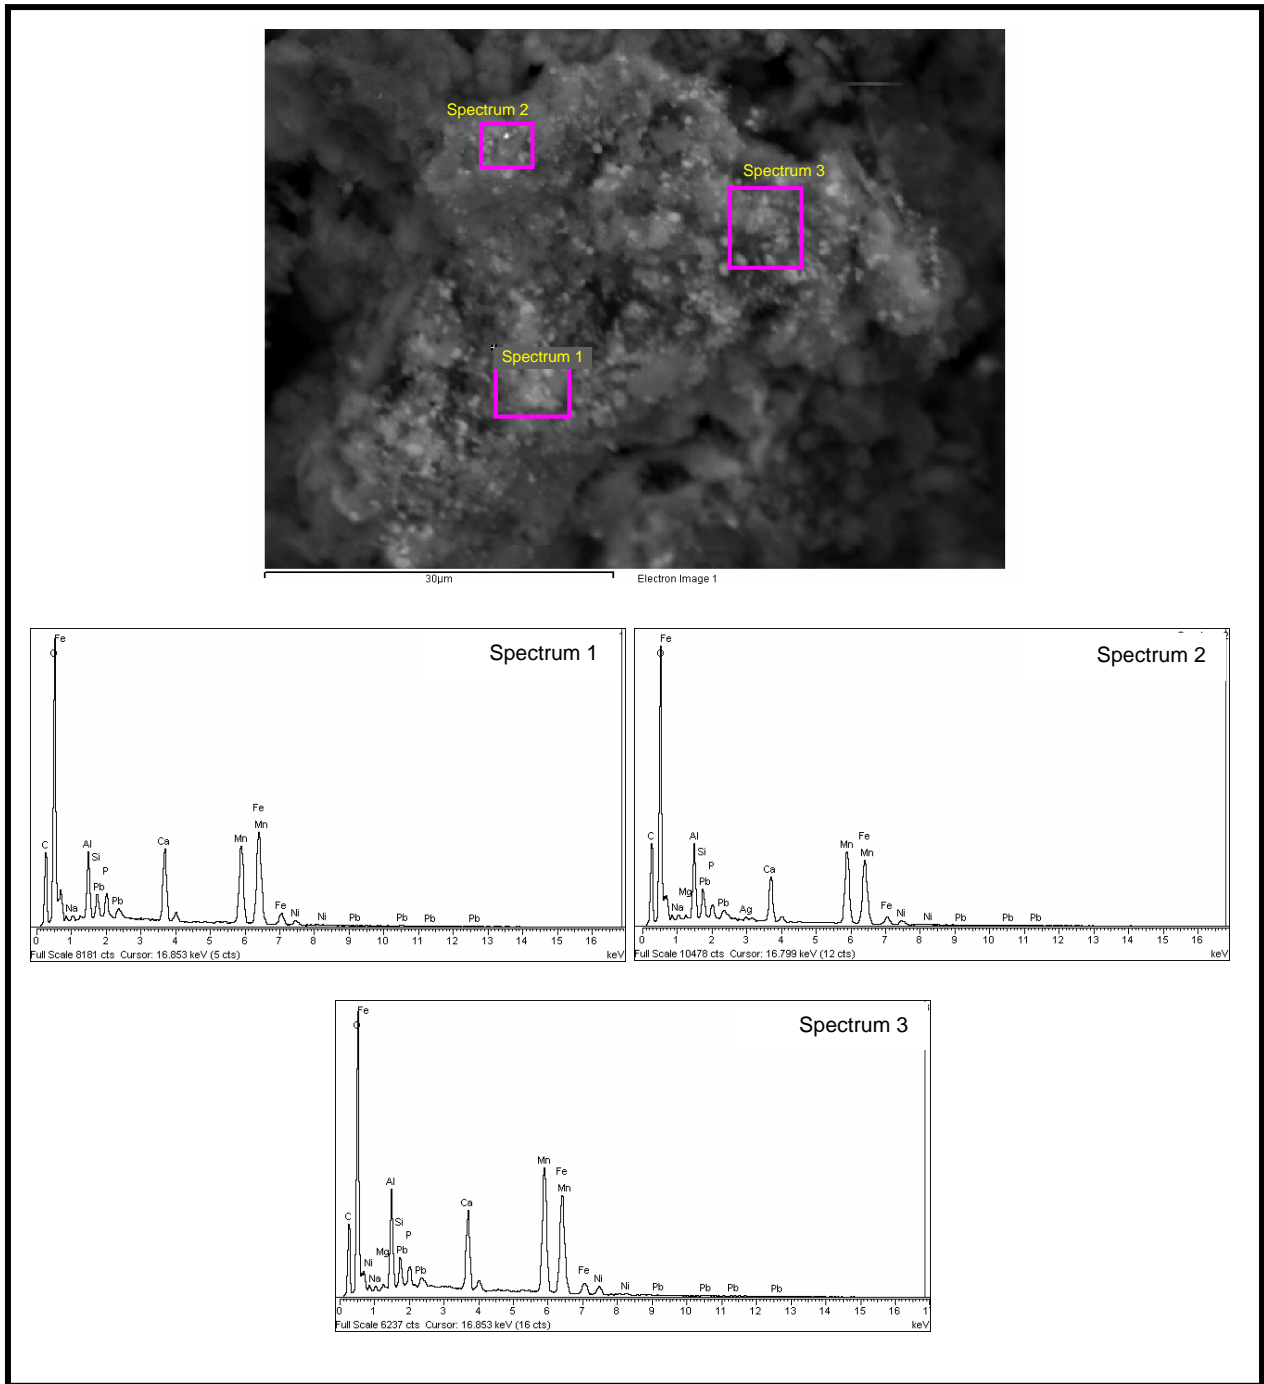 Spectrum 2
Spectrum 3
Spectrum 1
30µm
Electron Image 1
Spectrum 1
Fe
O
Fe
Mn Mn
C Al Ca
Si
P
Pb
Na Pb
Fe Ni Ni Pb Pb Pb Pb
0 1 2 3 4 5 6 7 8 9 10 11 12 13 14 15 16
Full Scale 8181 cts Cursor: 16.853 keV (5 cts) keV
Spectrum 2
Fe
O
C Al Mn Fe
Si Mn
P
Mg Pb Ca
Na Pb Ag
Fe Ni Ni Pb Pb Pb
0 1 2 3 4 5 6 7 8 9 10 11 12 13 14 15 16
Full Scale 10478 cts Cursor: 16.799 keV (12 cts) keV
Spectrum 3
Fe
O
Mn Fe
Al Mn
C Si Ca
P
Mg Pb
Ni Na Pb
Fe Ni Ni Pb Pb Pb Pb
0 1 2 3 4 5 6 7 8 9 10 11 12 13 14 15 16 1
Full Scale 6237 cts Cursor: 16.853 keV (16 cts) keV